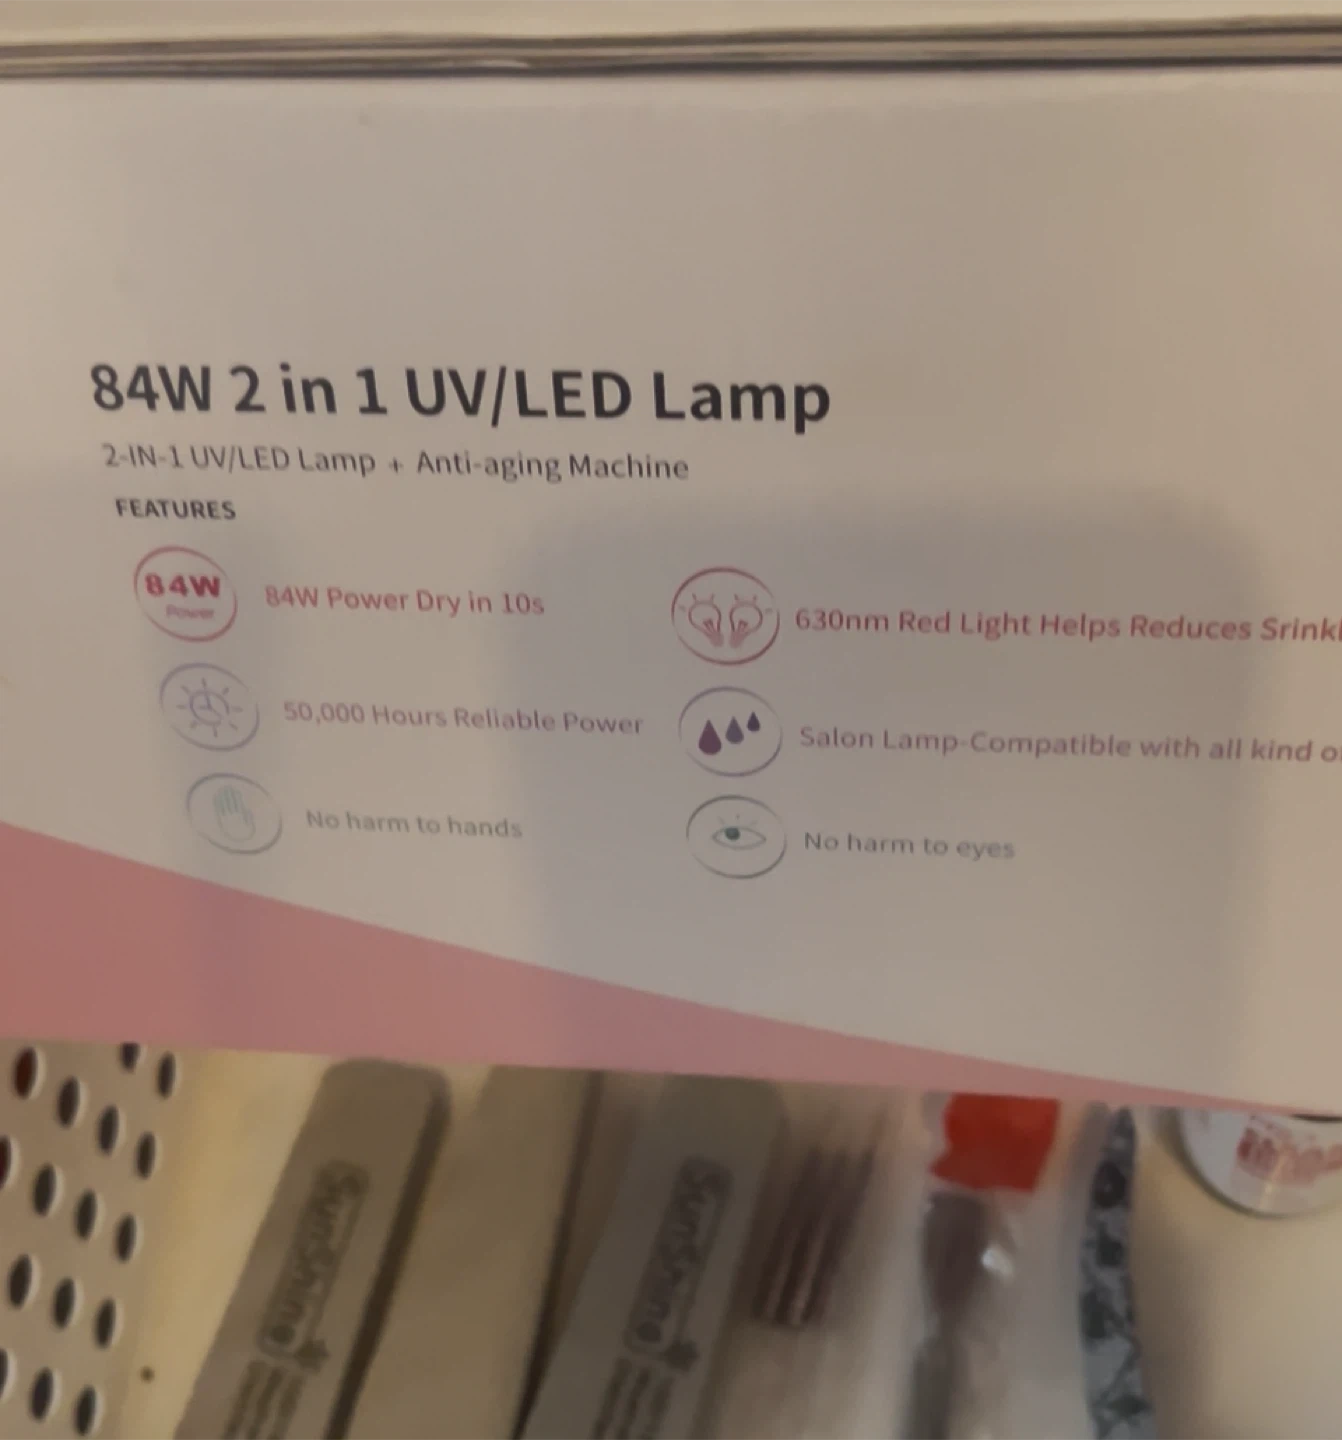 84W 2 in 1 UV/LED Lamp
2-IN-1 UV/LED Lamp + Anti-aging Machine
FEATURES
84W
Power
84W Power Dry in 10s
630nm Red Light Helps Reduces
50,000 Hours Reliable Power
Salon Lamp-Compatible with all kind
No harm to hands
No harm to eyes
Sunshine
Sunshine